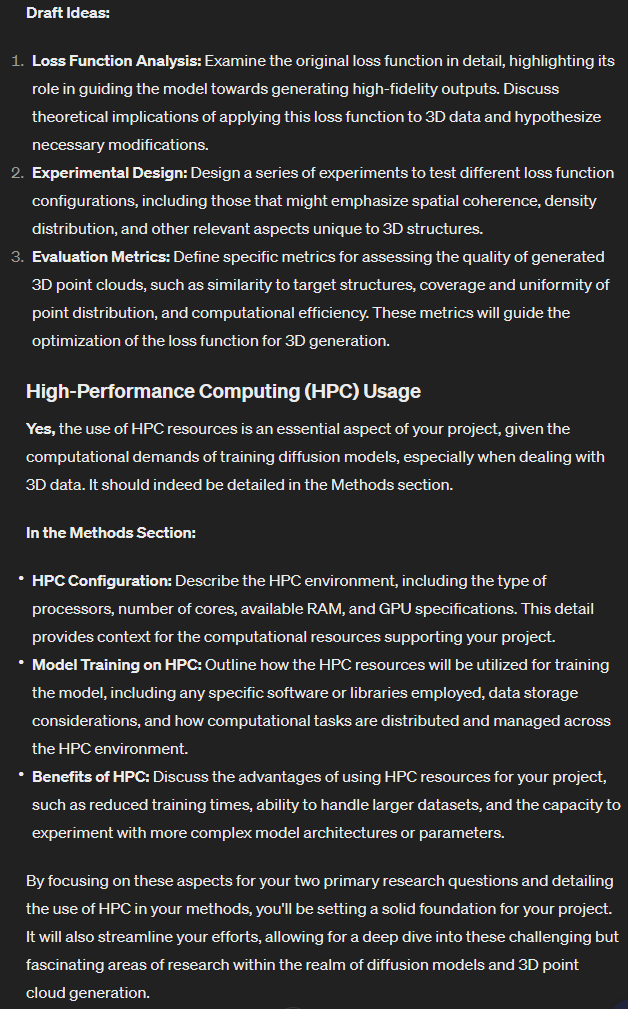 Draft Ideas:
1. Loss Function Analysis: Examine the original loss function in detail, highlighting its
role in guiding the model towards generating high-fidelity outputs. Discuss
theoretical implications of applying this loss function to 3D data and hypothesize
necessary modifications.
2. Experimental Design: Design a series of experiments to test different loss function
configurations, including those that might emphasize spatial coherence, density
distribution, and other relevant aspects unique to 3D structures.
3. Evaluation Metrics: Define specific metrics for assessing the quality of generated
3D point clouds, such as similarity to target structures, coverage and uniformity of
point distribution, and computational efficiency. These metrics will guide the
optimization of the loss function for 3D generation.
High-Performance Computing (HPC) Usage
Yes, the use of HPC resources is an essential aspect of your project, given the
computational demands of training diffusion models, especially when dealing with
3D data. It should indeed be detailed in the Methods section.
In the Methods Section:
• HPC Configuration: Describe the HPC environment, including the type of
processors, number of cores, available RAM, and GPU specifications. This detail
provides context for the computational resources supporting your project.
• Model Training on HPC: Outline how the HPC resources will be utilized for training
the model, including any specific software or libraries employed, data storage
considerations, and how computational tasks are distributed and managed across
the HPC environment.
• Benefits of HPC: Discuss the advantages of using HPC resources for your project,
such as reduced training times, ability to handle larger datasets, and the capacity to
experiment with more complex model architectures or parameters.
By focusing on these aspects for your two primary research questions and detailing
the use of HPC in your methods, you'll be setting a solid foundation for your project.
It will also streamline your efforts, allowing for a deep dive into these challenging but
fascinating areas of research within the realm of diffusion models and 3D point
cloud generation.